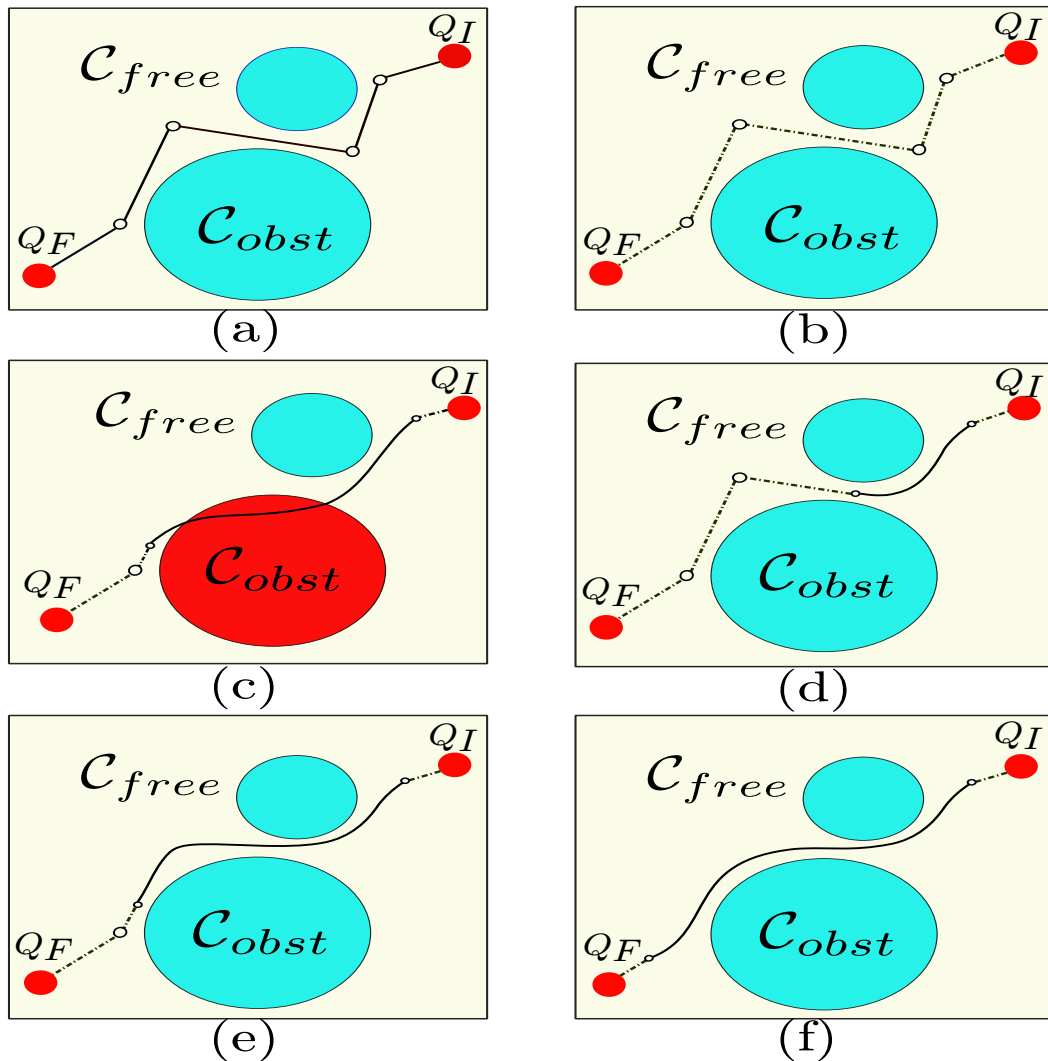 Q_I Q_I
C_free C_free
C_obst C_obst
Q_F Q_F
(a) (b)
Q_I Q_I
C_free C_free
C_obst C_obst
Q_F Q_F
(c) (d)
Q_I Q_I
C_free C_free
C_obst C_obst
Q_F Q_F
(e) (f)